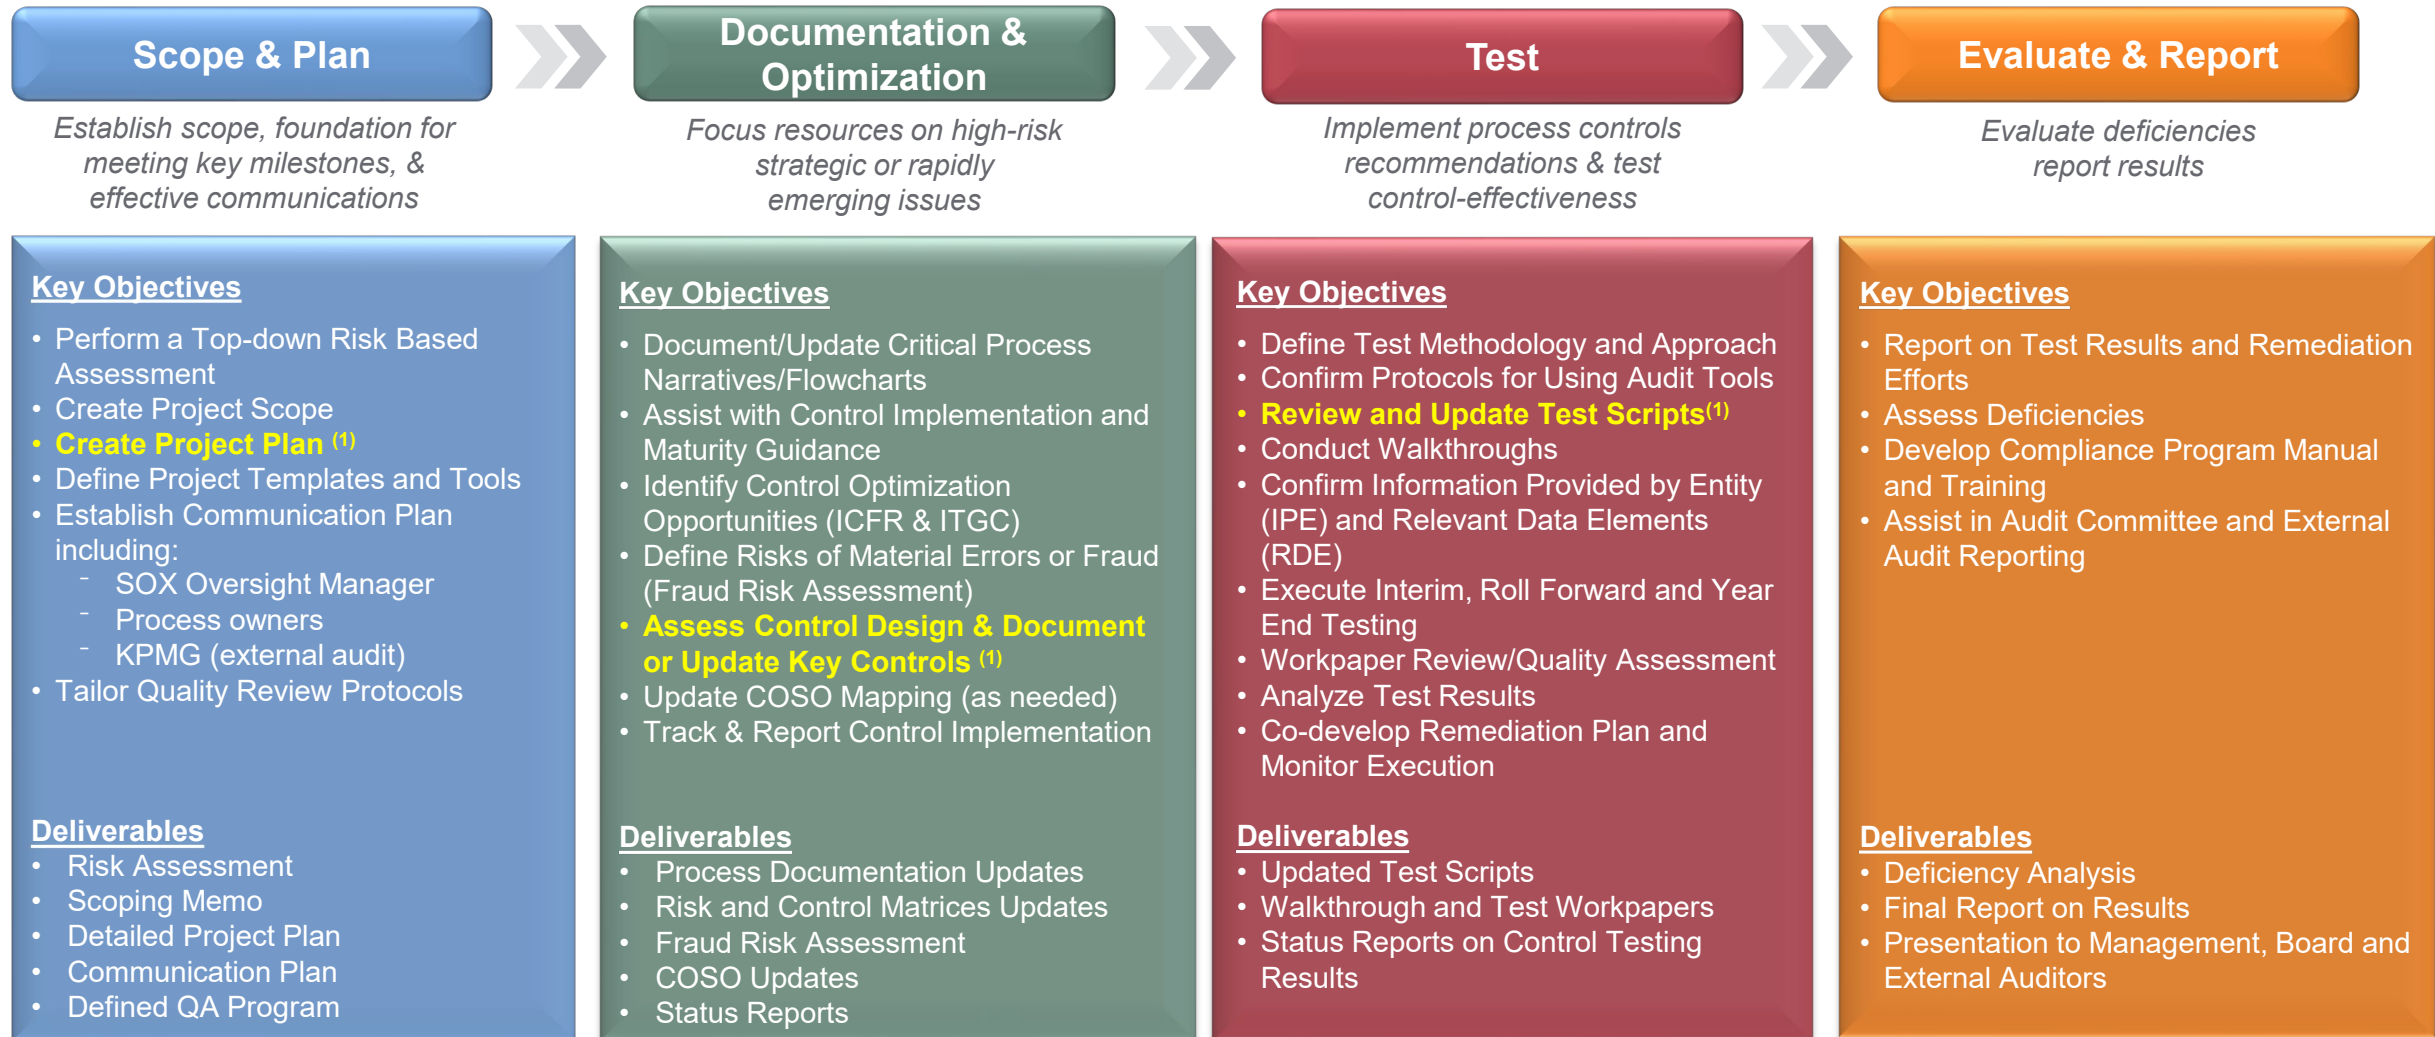 Scope & Plan
Establish scope, foundation for
meeting key milestones, &
effective communications
Key Objectives
• Perform a Top-down Risk Based
Assessment
• Create Project Scope
• Create Project Plan (1)
• Define Project Templates and Tools
• Establish Communication Plan
including:
- SOX Oversight Manager
- Process owners
- KPMG (external audit)
• Tailor Quality Review Protocols
Deliverables
• Risk Assessment
• Scoping Memo
• Detailed Project Plan
• Communication Plan
• Defined QA Program
Documentation &
Optimization
Focus resources on high-risk
strategic or rapidly
emerging issues
Key Objectives
• Document/Update Critical Process
Narratives/Flowcharts
• Assist with Control Implementation and
Maturity Guidance
• Identify Control Optimization
Opportunities (ICFR & ITGC)
• Define Risks of Material Errors or Fraud
(Fraud Risk Assessment)
• Assess Control Design & Document
or Update Key Controls (1)
• Update COSO Mapping (as needed)
• Track & Report Control Implementation
Deliverables
• Process Documentation Updates
• Risk and Control Matrices Updates
• Fraud Risk Assessment
• COSO Updates
• Status Reports
Test
Implement process controls
recommendations & test
control-effectiveness
Key Objectives
• Define Test Methodology and Approach
• Confirm Protocols for Using Audit Tools
• Review and Update Test Scripts(1)
• Conduct Walkthroughs
• Confirm Information Provided by Entity
(IPE) and Relevant Data Elements
(RDE)
• Execute Interim, Roll Forward and Year
End Testing
• Workpaper Review/Quality Assessment
• Analyze Test Results
• Co-develop Remediation Plan and
Monitor Execution
Deliverables
• Updated Test Scripts
• Walkthrough and Test Workpapers
• Status Reports on Control Testing
Results
Evaluate & Report
Evaluate deficiencies
report results
Key Objectives
• Report on Test Results and Remediation
Efforts
• Assess Deficiencies
• Develop Compliance Program Manual
and Training
• Assist in Audit Committee and External
Audit Reporting
Deliverables
• Deficiency Analysis
• Final Report on Results
• Presentation to Management, Board and
External Auditors